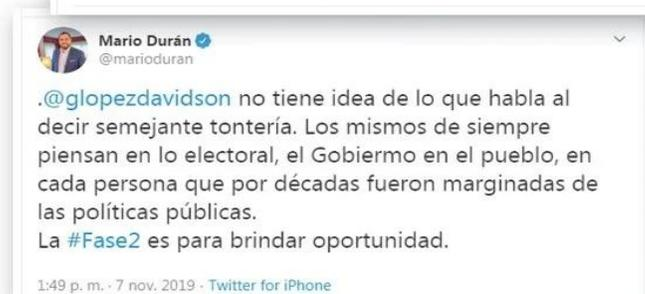 Mario Durán
@marioduran
.@glopezdavidson no tiene idea de lo que habla al
decir semejante tontería. Los mismos de siempre
piensan en lo electoral, el Gobiermo en el pueblo, en
cada persona que por décadas fueron marginadas de
las políticas públicas.
La #Fase2 es para brindar oportunidad.
1:49 p. m. · 7 nov. 2019 · Twitter for iPhone